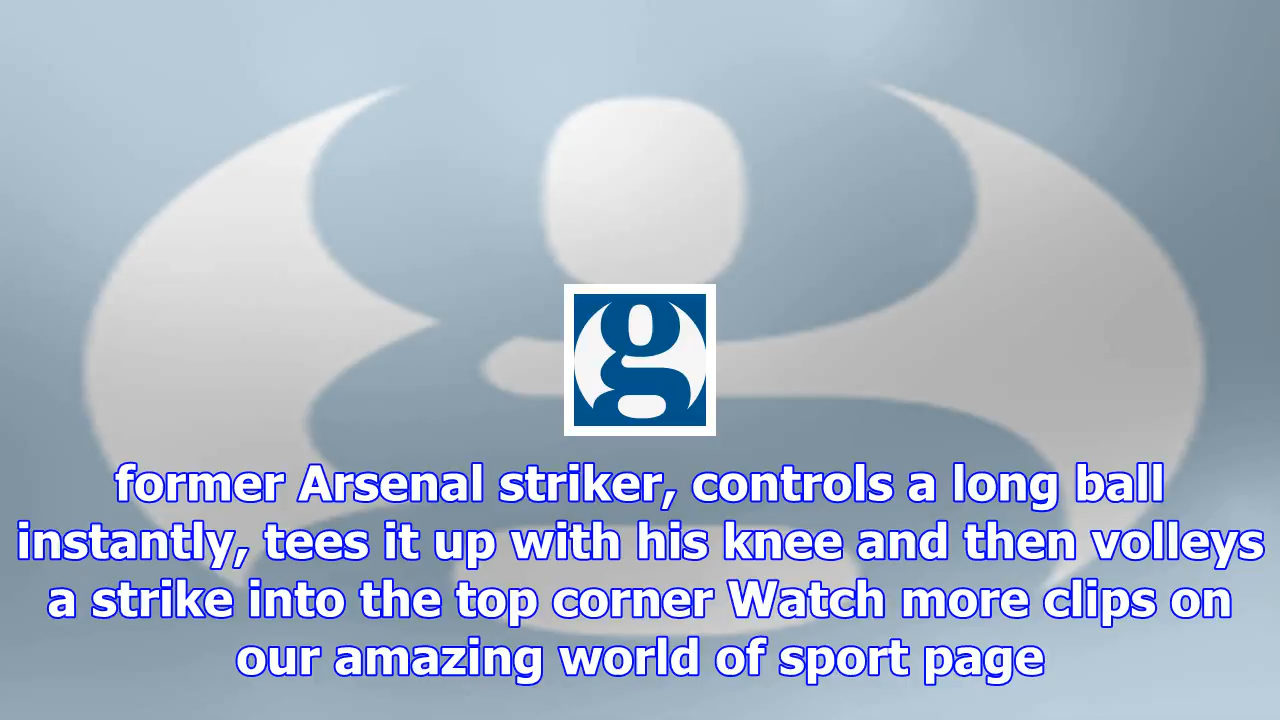 g
former Arsenal striker, controls a long ball
instantly, tees it up with his knee and then volleys
a strike into the top corner Watch more clips on
our amazing world of sport page